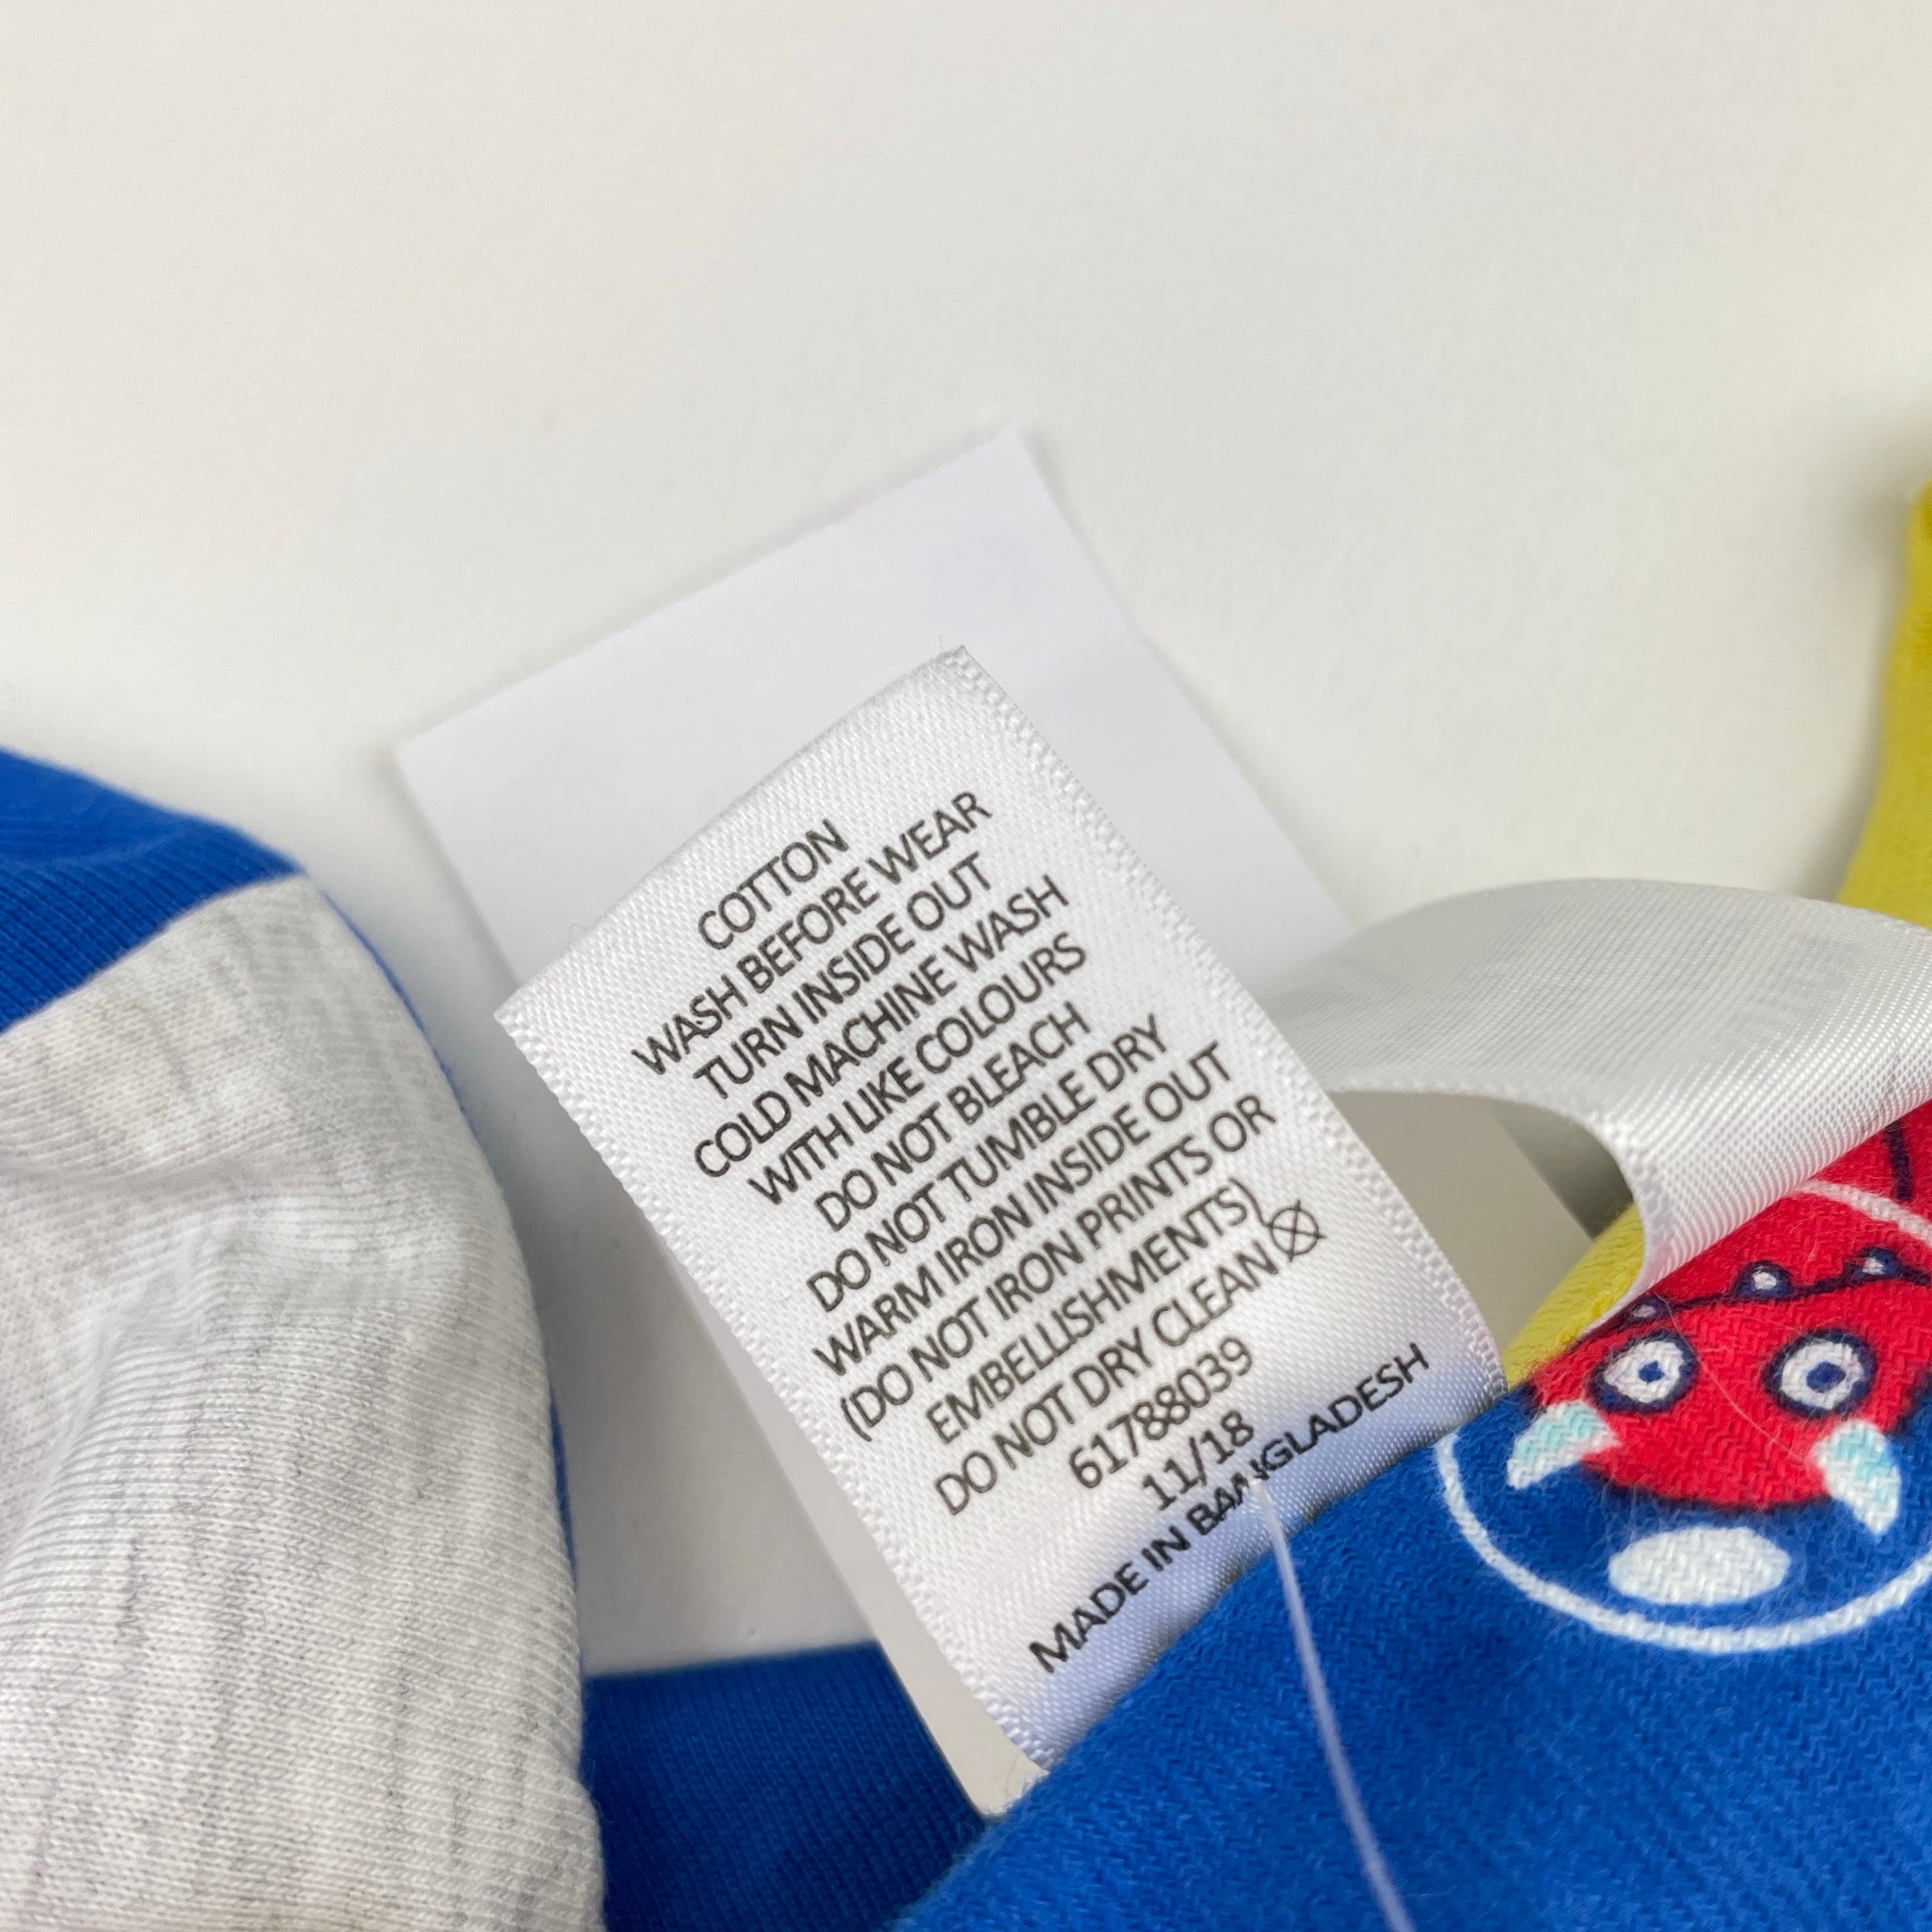 COTTON
WASH BEFORE WEAR
TURN INSIDE OUT
COLD MACHINE WASH
WITH LIKE COLOURS
DO NOT BLEACH
DO NOT TUMBLE DRY
WARM IRON INSIDE OUT
(DO NOT IRON PRINTS OR
EMBELLISHMENTS)
DO NOT DRY CLEAN
61788039
11/18
MADE IN BANGLADESH